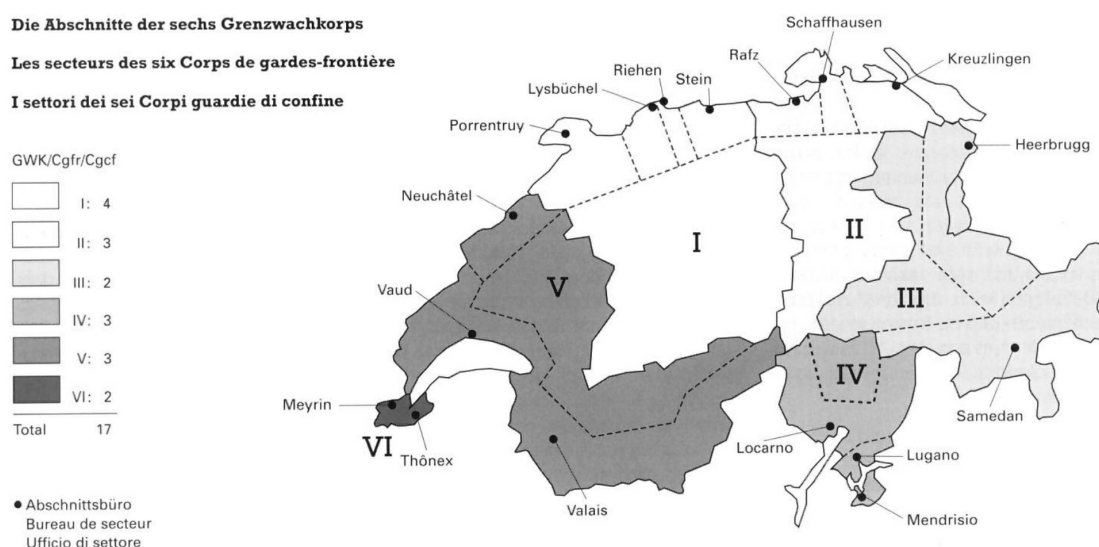 Die Abschnitte der sechs Grenzwachkorps
Les secteurs des six Corps de gardes-frontière
I settori dei sei Corpi guardie di confine
GWK/Cgfr/Cgcf
I: 4
II: 3
III: 2
IV: 3
V: 3
VI: 2
Total 17
Abschnittsbüro
Bureau de secteur
Ufficio di settore
Schaffhausen
Rafz
Kreuzlingen
Riehen
Stein
Lysbüchel
Porrentruy
Heerbrugg
Neuchâtel
I
II
V
III
Vaud
IV
Samedan
Meyrin
VI
Thônex
Locarno
Lugano
Valais
Mendrisio